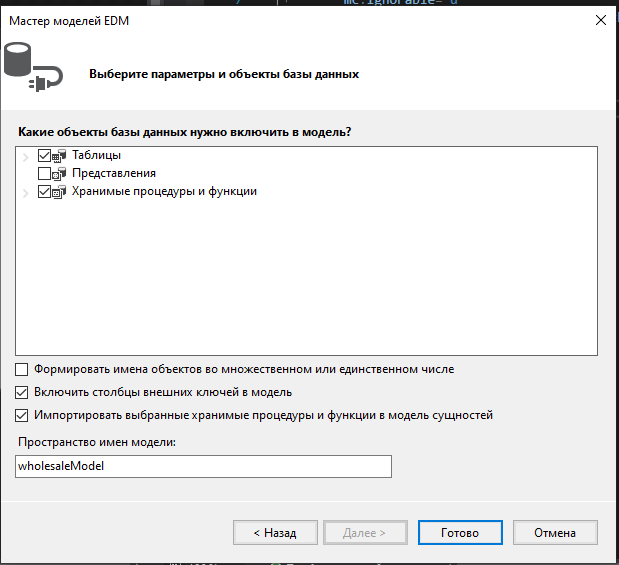 mc:Ignorable="d
Мастер моделей EDM
Выберите параметры и объекты базы данных
Какие объекты базы данных нужно включить в модель?
Таблицы
Представления
Хранимые процедуры и функции
Формировать имена объектов во множественном или единственном числе
Включить столбцы внешних ключей в модель
Импортировать выбранные хранимые процедуры и функции в модель сущностей
Пространство имен модели:
wholesaleModel
< Назад
Далее >
Готово
Отмена